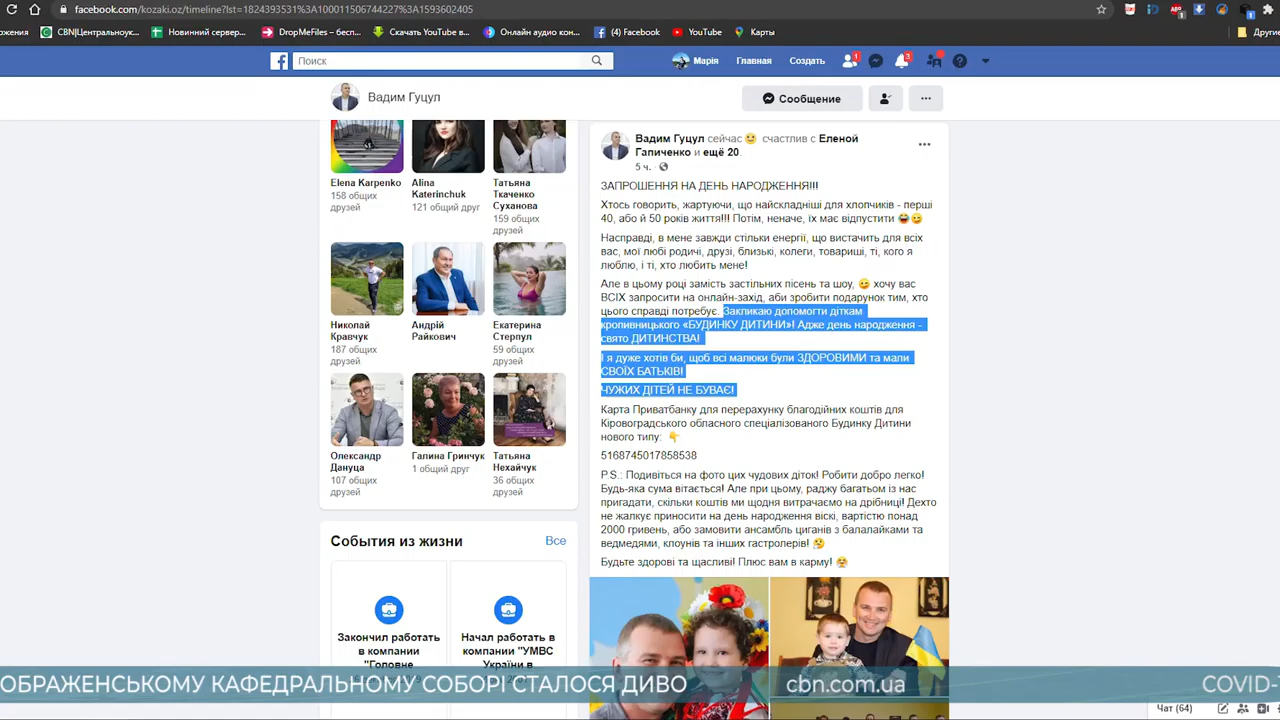 facebook.com/kozaki.oz/timeline?lst=1824393531%3A100011506744227%3A1593602405
ожения
CBN|Центральноук...
Новинний сервер...
DropMeFiles – бесп...
Скачать YouTube в...
Онлайн аудио кон...
(4) Facebook
YouTube
Карты
Другие
Поиск
Марія
Главная
Создать
1
3
Вадим Гуцул
Сообщение
Elena Karpenko
158 общих
друзей
Alina
Katerinchuk
121 общий друг
Татьяна
Ткаченко
Суханова
159 общих
друзей
Николай
Кравчук
187 общих
друзей
Андрій
Райкович
Екатерина
Стерпул
59 общих
друзей
Олександр
Дануца
107 общих
друзей
Галина Гринчук
1 общий друг
Татьяна
Нехайчук
36 общих
друзей
События из жизни
Все
Закончил работать
в компании
"Головне
Начал работать в
компании "УМВС
України в
Вадим Гуцул сейчас 😉 счастлив с Еленой
Гапиченко и ещё 20.
5 ч.
ЗАПРОШЕННЯ НА ДЕНЬ НАРОДЖЕННЯ!!!
Хтось говорить, жартуючи, що найскладніші для хлопчиків - перші
40, або й 50 років життя!!! Потім, неначе, їх має відпустити 😂😉
Насправді, в мене завжди стільки енергії, що вистачить для всіх
вас, мої любі родичі, друзі, близькі, колеги, товариші, ті, кого я
люблю, і ті, хто любить мене!
Але в цьому році замість застільних пісень та шоу, 😉 хочу вас
ВСІХ запросити на онлайн-захід, аби зробити подарунок тим, хто
цього справді потребує. Закликаю допомогти діткам
кропивницького «БУДИНКУ ДИТИНИ»! Адже день народження -
свято ДИТИНСТВА!
І я дуже хотів би, щоб всі малюки були ЗДОРОВИМИ та мали
СВОЇХ БАТЬКІВ!
ЧУЖИХ ДІТЕЙ НЕ БУВАЄ!
Карта Приватбанку для перерахунку благодійних коштів для
Кіровоградського обласного спеціалізованого Будинку Дитини
нового типу: 👇
5168745017858538
P.S.: Подивіться на фото цих чудових діток! Робити добро легко!
Будь-яка сума вітається! Але при цьому, раджу багатьом із нас
пригадати, скільки коштів ми щодня витрачаємо на дрібниці! Дехто
не жалкує приносити на день народження віскі, вартістю понад
2000 гривень, або замовити ансамбль циганів з балалайками та
ведмедями, клоунів та інших гастролерів! 🤔
Будьте здорові та щасливі! Плюс вам в карму! 🤗
ОБРАЖЕНСЬКОМУ КАФЕДРАЛЬНОМУ СОБОРІ СТАЛОСЯ ДИВО
cbn.com.ua
COVID-
Чат (64)